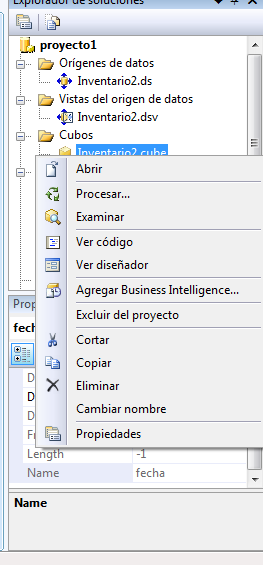 Explorador de soluciones
proyecto1
Orígenes de datos
Inventario2.ds
Vistas del origen de datos
Inventario2.dsv
Cubos
Inventario2.cube
Abrir
Procesar...
Examinar
Ver código
Ver diseñador
Agregar Business Intelligence...
Excluir del proyecto
Cortar
Copiar
Eliminar
Cambiar nombre
Propiedades
Prop
fech
D
D
D
Fr
Length -1
Name fecha
Name